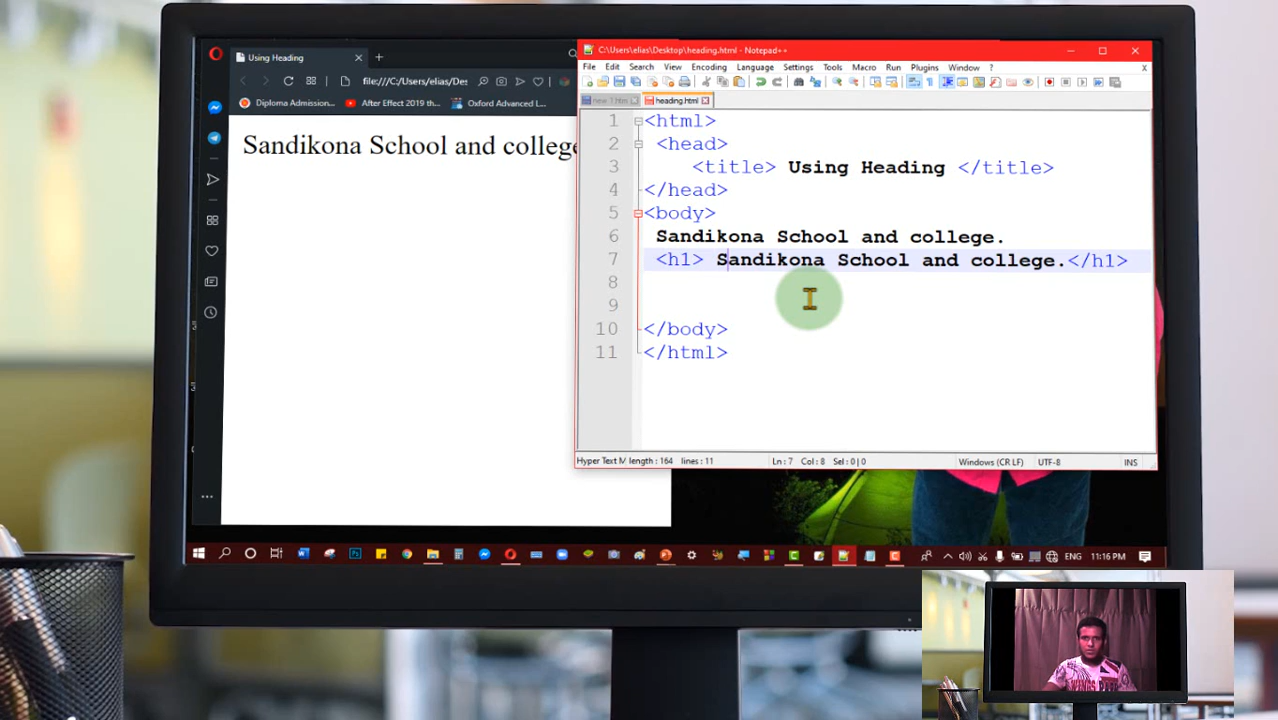 Using Heading
file:///C:/Users/elias/Des
Diploma Admission...
After Effect 2019 th...
Oxford Advanced L...
Sandikona School and college
C:\Users\elias\Desktop\heading.html - Notepad++
File Edit Search View Encoding Language Settings Tools Macro Run Plugins Window ?
heading.html
1 <html>
2 <head>
3 <title> Using Heading </title>
4 </head>
5 <body>
6 Sandikona School and college.
7 <h1> Sandikona School and college.</h1>
8
9
10 </body>
11 </html>
Hyper Text M length : 164 lines : 11 Ln : 7 Col : 8 Sel : 0 | 0 Windows (CR LF) UTF-8 INS
ENG 11:16 PM